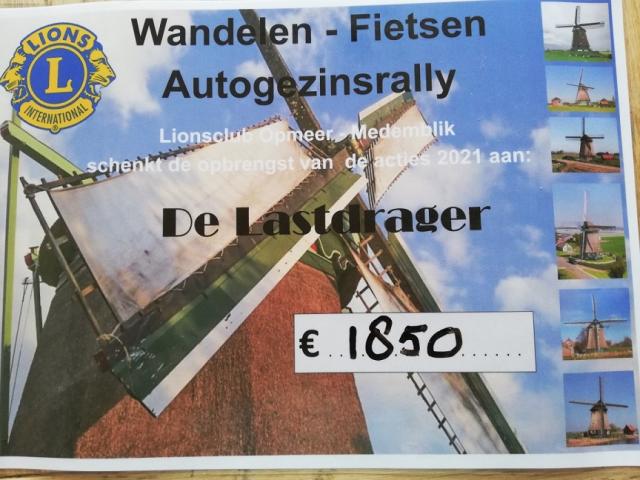 LIONS
L
INTERNATIONAL
®
Wandelen - Fietsen
Autogezinsrally
Lionsclub Opmeer - Medemblik
schenkt de opbrengst van de acties 2021 aan:
De Lastdrager
€ ..1850......